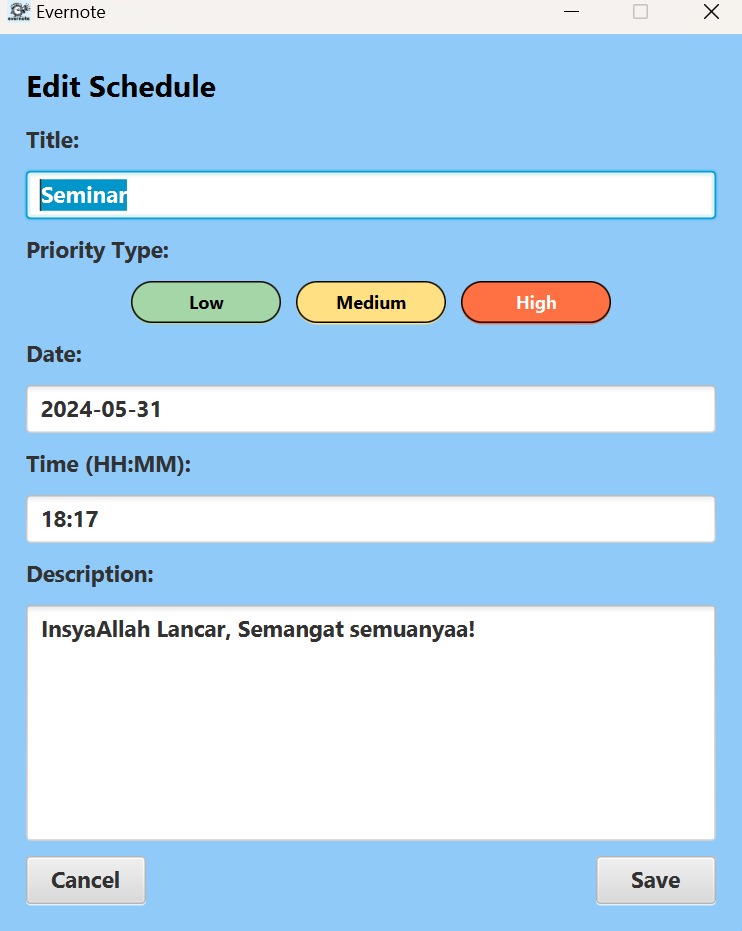 Evernote
Edit Schedule
Title:
Seminar
Priority Type:
Low Medium High
Date:
2024-05-31
Time (HH:MM):
18:17
Description:
InsyaAllah Lancar, Semangat semuanyaa!
Cancel Save